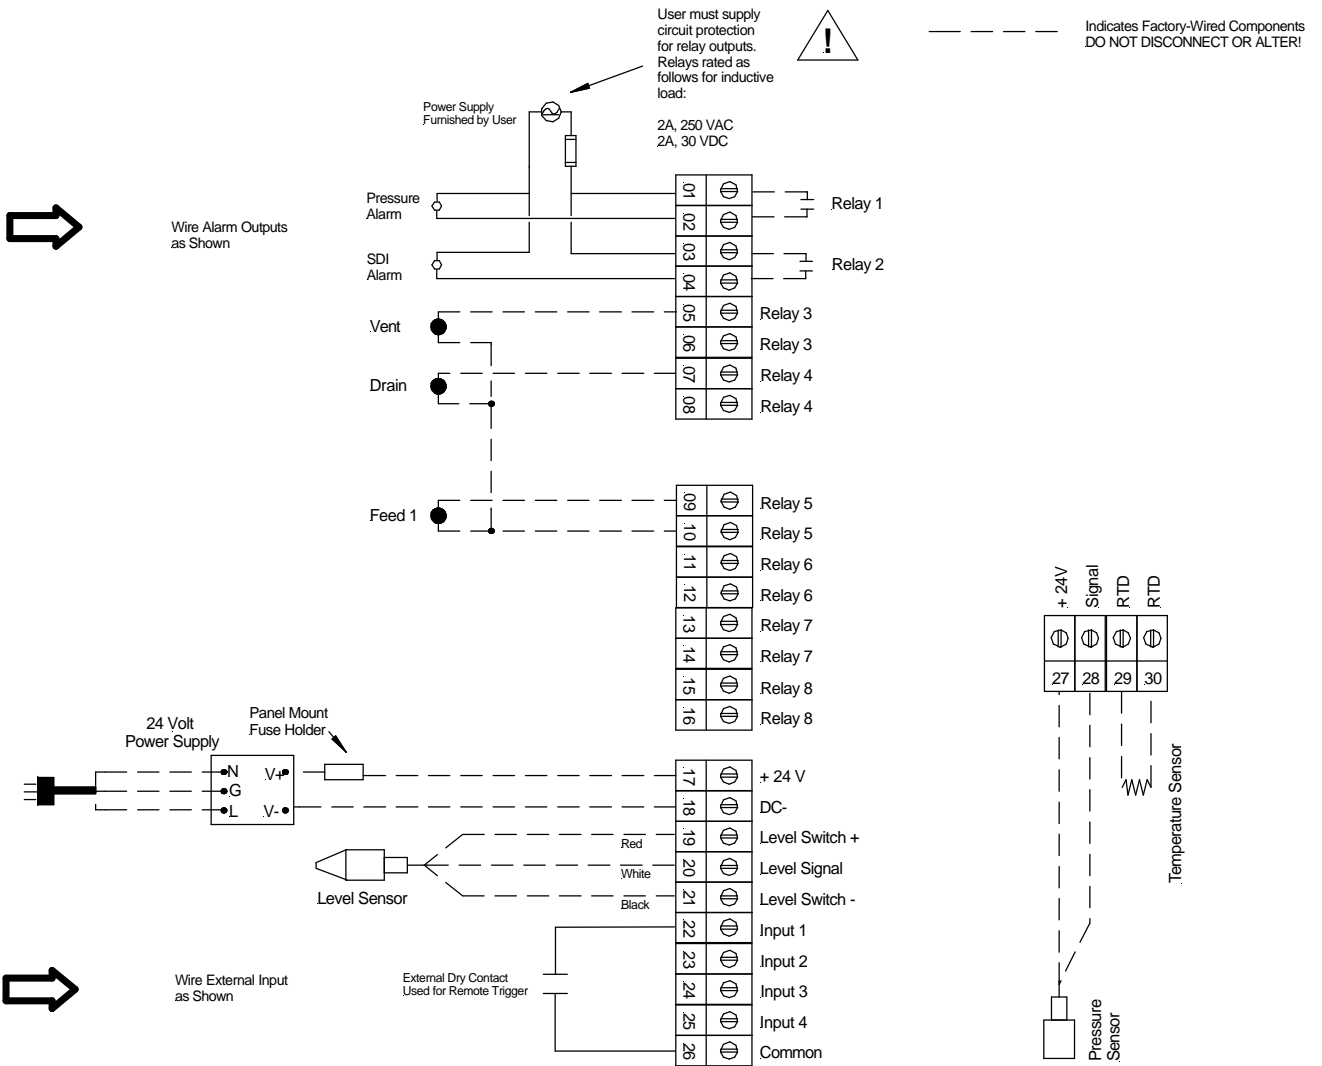 User must supply
circuit protection
for relay outputs.
Relays rated as
follows for inductive
load:
2A, 250 VAC
2A, 30 VDC
!
Indicates Factory-Wired Components
DO NOT DISCONNECT OR ALTER!
Power Supply
Furnished by User
Wire Alarm Outputs
as Shown
Pressure
Alarm
SDI
Alarm
Vent
Drain
Feed 1
01
02
Relay 1
03
04
Relay 2
05 Relay 3
06 Relay 3
07 Relay 4
08 Relay 4
09 Relay 5
10 Relay 5
11 Relay 6
12 Relay 6
13 Relay 7
14 Relay 7
15 Relay 8
16 Relay 8
24 Volt
Power Supply
Panel Mount
Fuse Holder
N V+
G
L V-
17 + 24 V
18 DC-
Red 19 Level Switch +
White 20 Level Signal
Black 21 Level Switch -
Level Sensor
22 Input 1
23 Input 2
24 Input 3
25 Input 4
26 Common
Wire External Input
as Shown
External Dry Contact
Used for Remote Trigger
+ 24V
Signal
RTD
RTD
27 28 29 30
Temperature Sensor
Pressure
Sensor